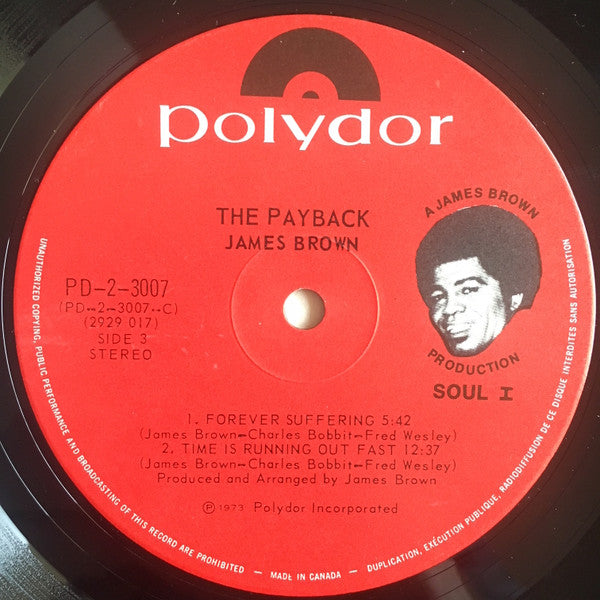 polydor
THE PAYBACK
JAMES BROWN
A JAMES BROWN
PRODUCTION
SOUL I
PD-2-3007
(PD-2-3007-C)
(2929 017)
SIDE 3
STEREO
1. FOREVER SUFFERING 5:42
(James Brown-Charles Bobbit-Fred Wesley)
2. TIME IS RUNNING OUT FAST 12:37
(James Brown-Charles Bobbit-Fred Wesley)
Produced and Arranged by James Brown
℗ 1973 Polydor Incorporated
UNAUTHORIZED COPYING, PUBLIC PERFORMANCE AND BROADCASTING OF THIS RECORD ARE PROHIBITED – MADE IN CANADA – DUPLICATION, EXÉCUTION PUBLIQUE, RADIODIFFUSION DE CE DISQUE INTERDITES SANS AUTORISATION